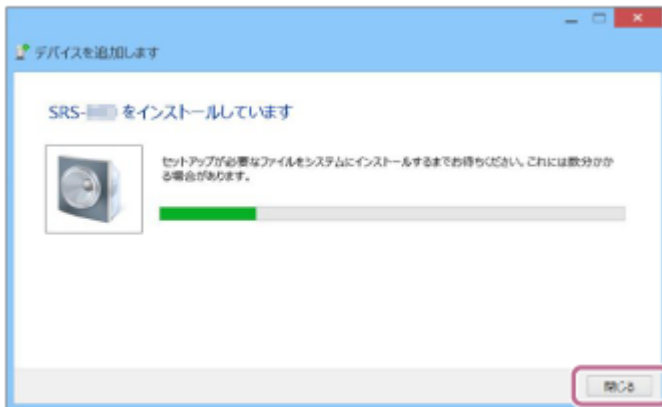 デバイスを追加します
SRS- をインストールしています
セットアップが必要なファイルをシステムにインストールするまでお待ちください。これには数分かか
る場合があります。
閉じる